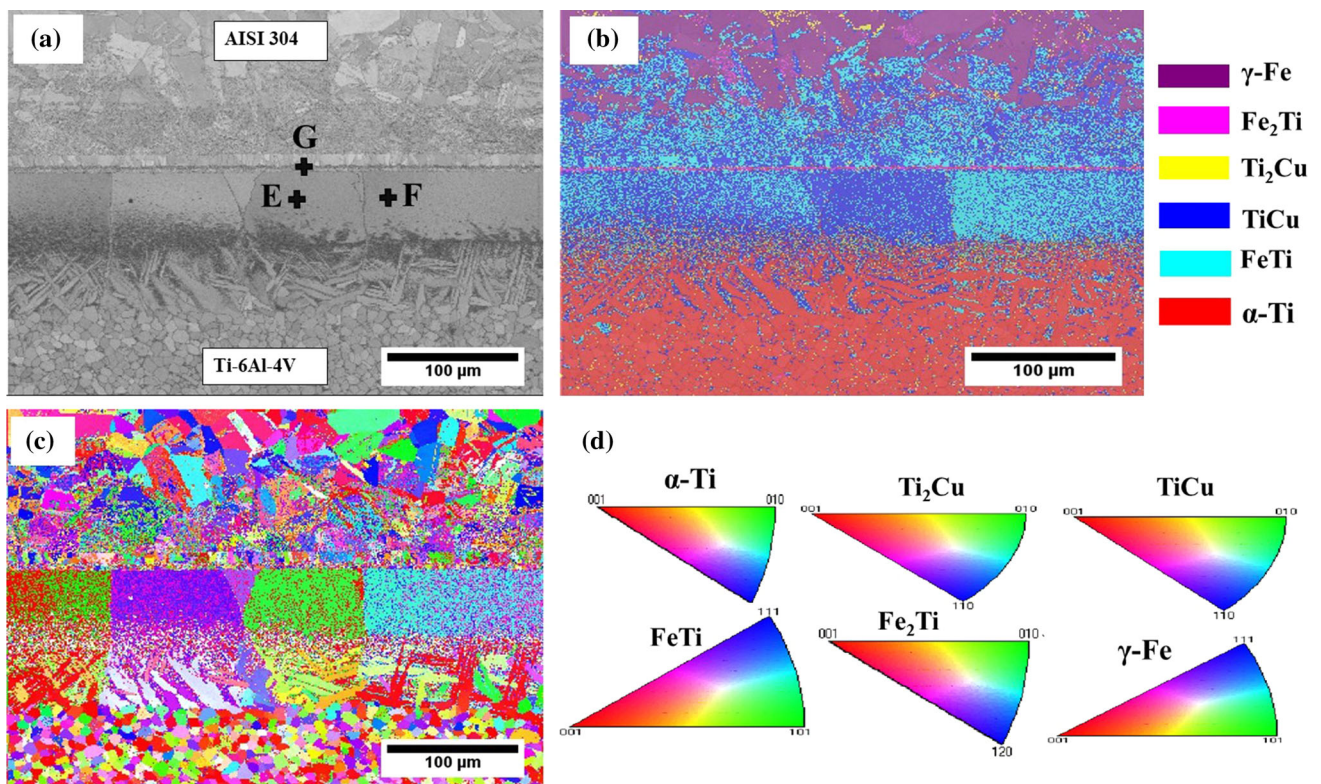 (a)
AISI 304
G
E
F
Ti-6Al-4V
100 µm
(b)
100 µm
γ-Fe
Fe₂Ti
Ti₂Cu
TiCu
FeTi
α-Ti
(c)
100 µm
(d)
α-Ti
001
010
111
Ti₂Cu
001
010
110
TiCu
001
010
110
FeTi
111
001
101
Fe₂Ti
001
010
120
γ-Fe
111
001
101